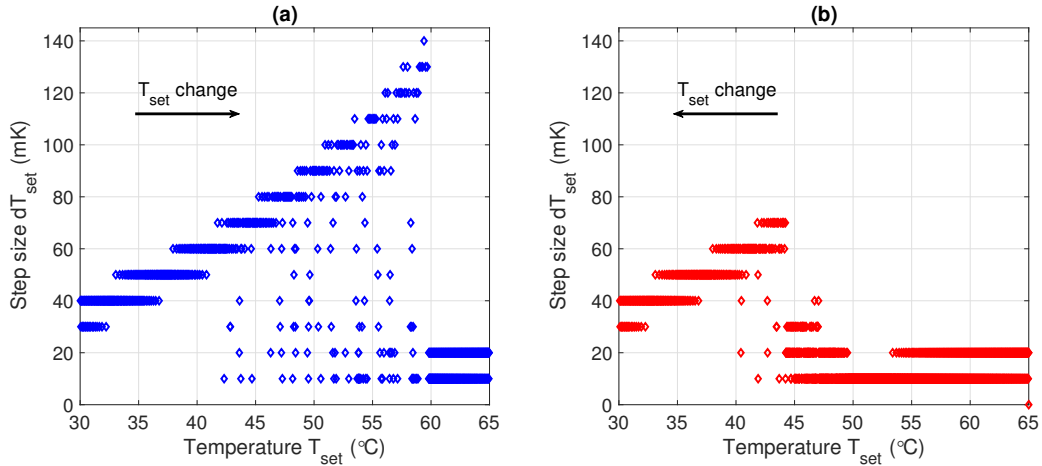 (a)
Step size dT_set (mK)
140
120
100
80
60
40
20
0
T_set change
30 35 40 45 50 55 60 65
Temperature T_set (°C)
(b)
Step size dT_set (mK)
140
120
100
80
60
40
20
0
T_set change
30 35 40 45 50 55 60 65
Temperature T_set (°C)